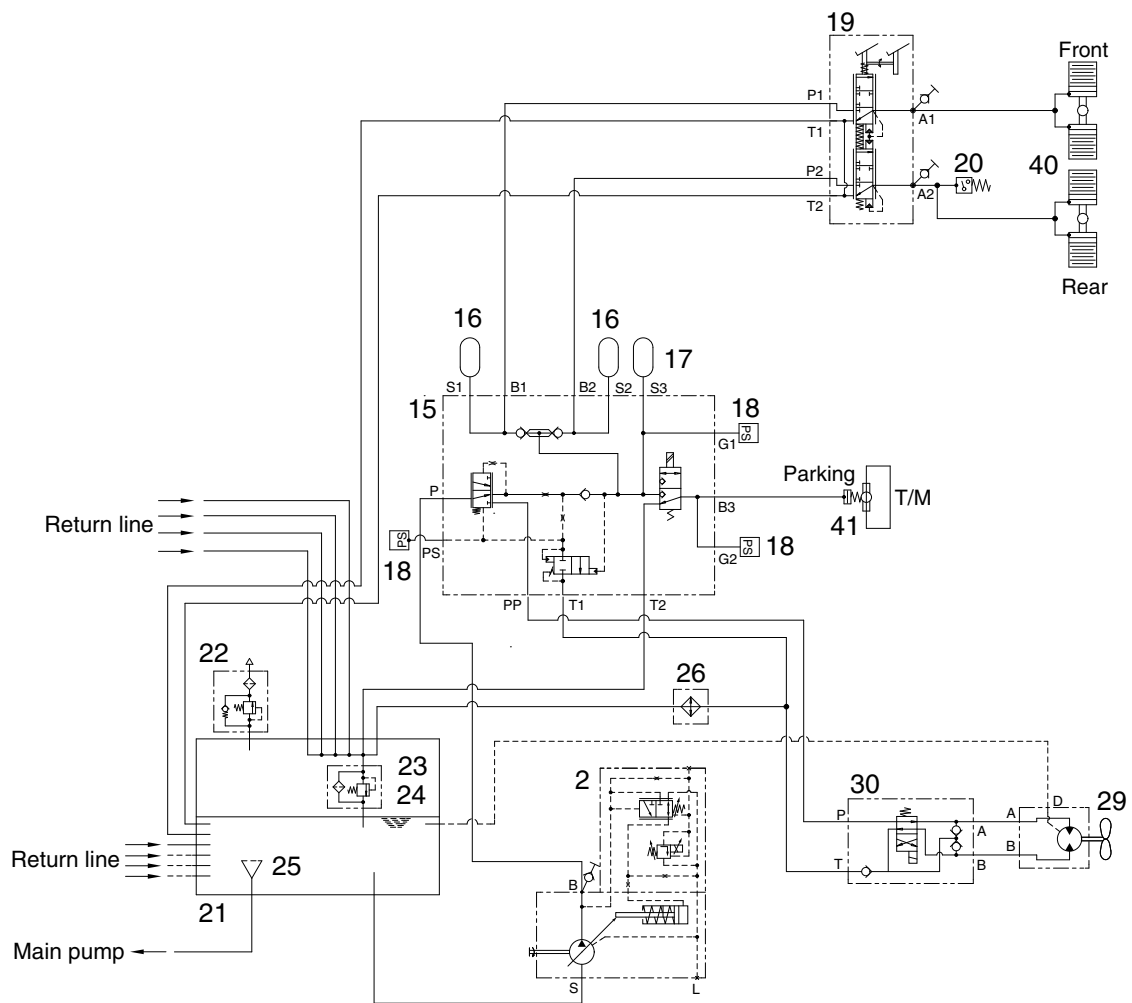 19
Front
P1
T1
A1
P2
20
40
T2
A2
Rear
16
16
17
S1
B1
B2
S2
S3
15
18
PS
G1
P
Parking
Return line
B3
T/M
41
PS
PS
18
PS
18
G2
PP
T1
T2
22
26
23
24
2
30
D
29
P
A
A
Return line
B
B
25
T
B
21
Main pump
S
L